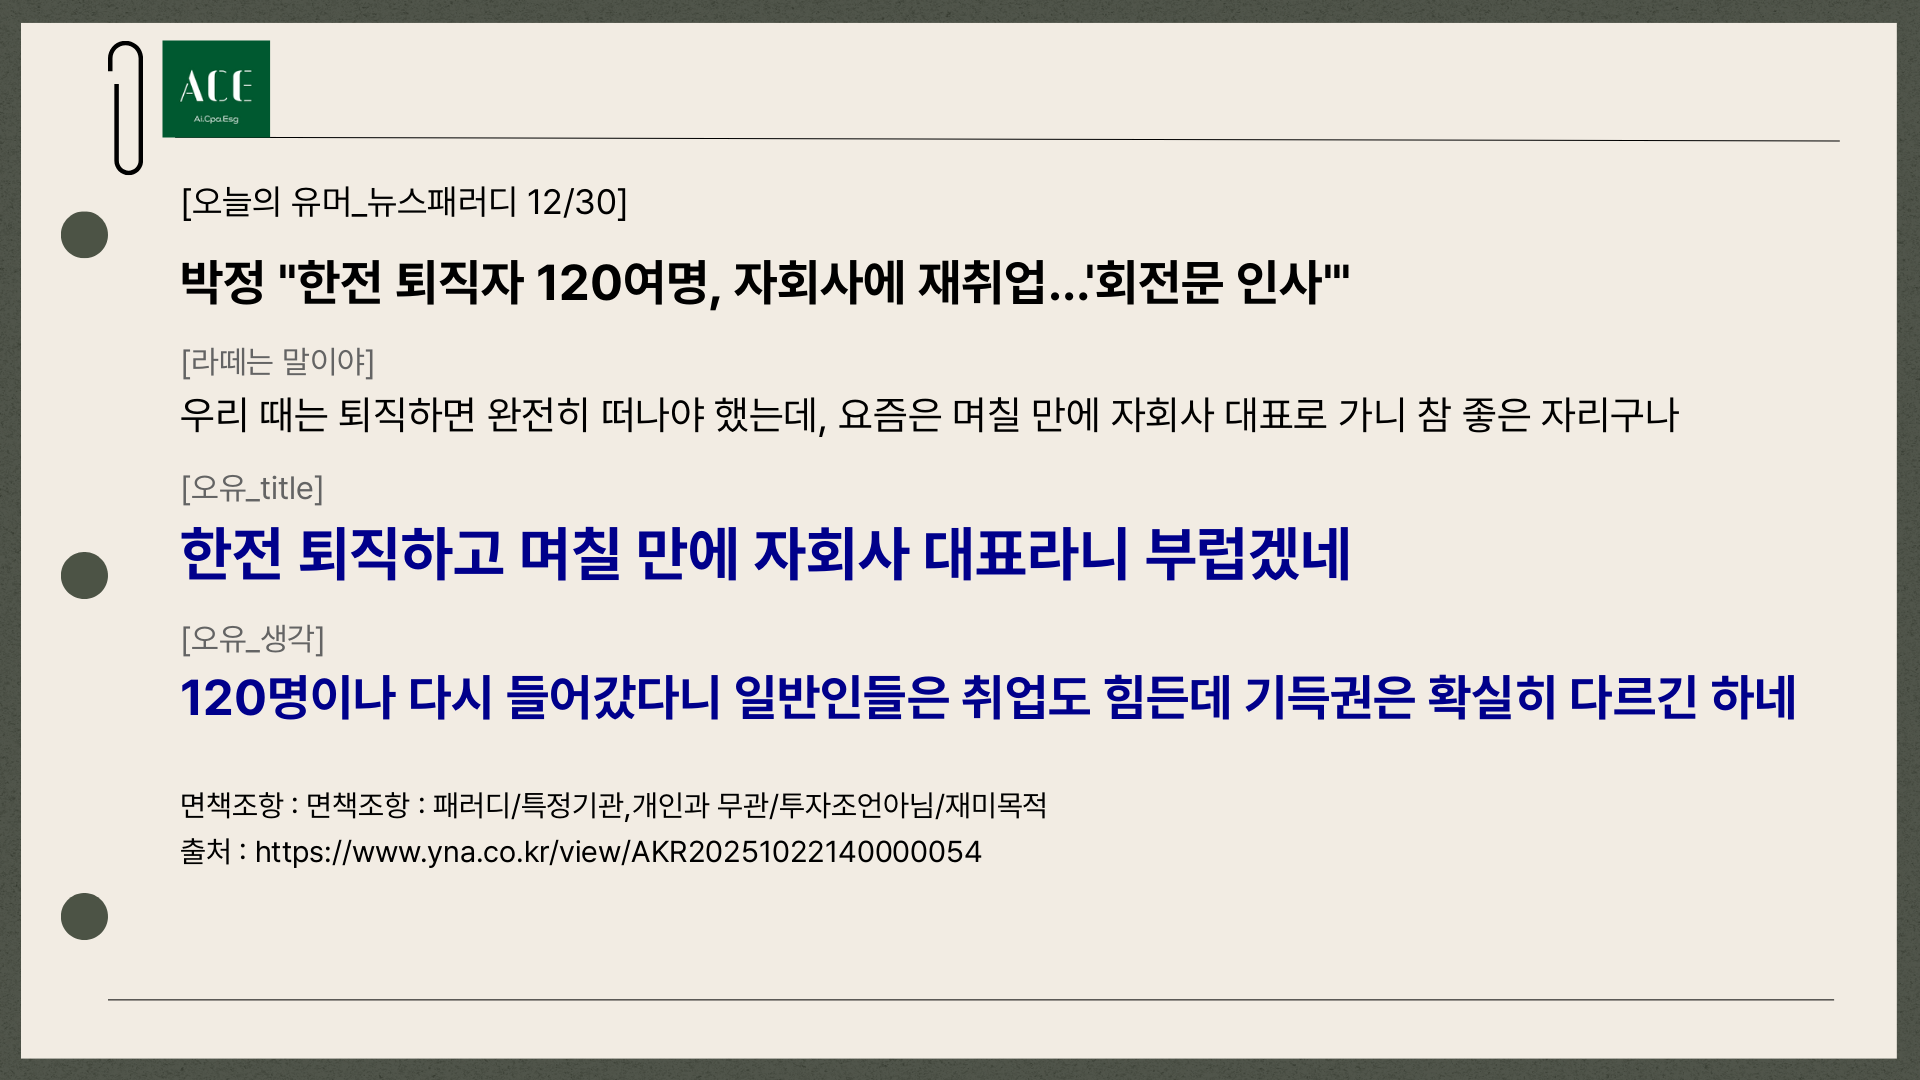 ACE
Ai.Cpa.Esg
[오늘의 유머_뉴스패러디 12/30]
박정 "한전 퇴직자 120여명, 자회사에 재취업…'회전문 인사'"
[라떼는 말이야]
우리 때는 퇴직하면 완전히 떠나야 했는데, 요즘은 며칠 만에 자회사 대표로 가니 참 좋은 자리구나
[오유_title]
한전 퇴직하고 며칠 만에 자회사 대표라니 부럽겠네
[오유_생각]
120명이나 다시 들어갔다니 일반인들은 취업도 힘든데 기득권은 확실히 다르긴 하네
면책조항 : 면책조항 : 패러디/특정기관,개인과 무관/투자조언아님/재미목적
출처 : https://www.yna.co.kr/view/AKR20251022140000054